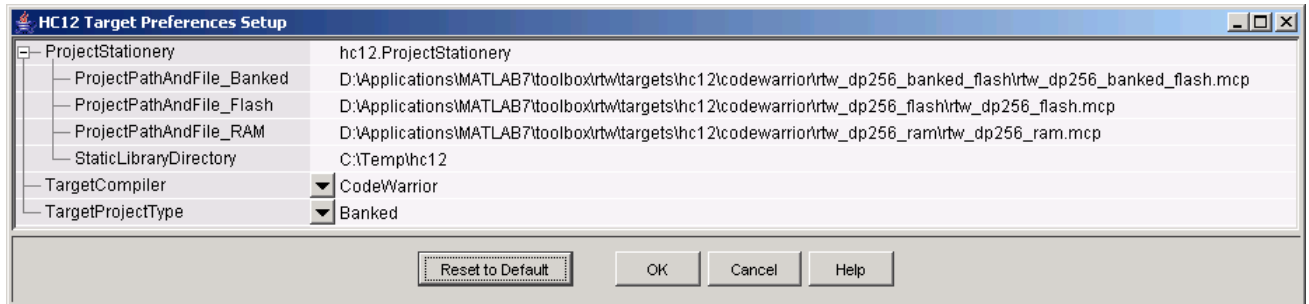 HC12 Target Preferences Setup
ProjectStationery hc12.ProjectStationery
ProjectPathAndFile_Banked D:\Applications\MATLAB7\toolbox\rtw\targets\hc12\codewarrior\rtw_dp256_banked_flash\rtw_dp256_banked_flash.mcp
ProjectPathAndFile_Flash D:\Applications\MATLAB7\toolbox\rtw\targets\hc12\codewarrior\rtw_dp256_flash\rtw_dp256_flash.mcp
ProjectPathAndFile_RAM D:\Applications\MATLAB7\toolbox\rtw\targets\hc12\codewarrior\rtw_dp256_ram\rtw_dp256_ram.mcp
StaticLibraryDirectory C:\Temp\hc12
TargetCompiler CodeWarrior
TargetProjectType Banked
Reset to Default OK Cancel Help